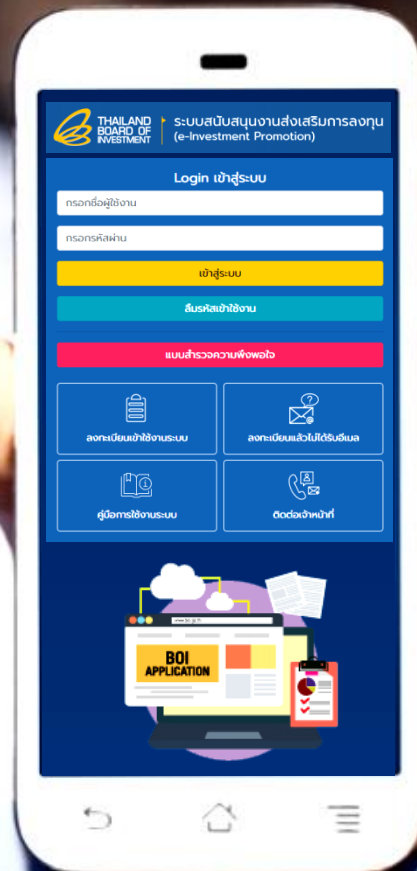 THAILAND
BOARD OF
INVESTMENT
ระบบสนับสนุนงานส่งเสริมการลงทุน
(e-Investment Promotion)
Login เข้าสู่ระบบ
กรอกชื่อผู้ใช้งาน
กรอกรหัสผ่าน
เข้าสู่ระบบ
ลืมรหัสเข้าใช้งาน
แบบสำรวจความพึงพอใจ
ลงทะเบียนเข้าใช้งานระบบ
ลงทะเบียนแล้วไม่ได้รับอีเมล
คู่มือการใช้งานระบบ
ติดต่อเจ้าหน้าที่
www.boi.go.th
BOI
APPLICATION